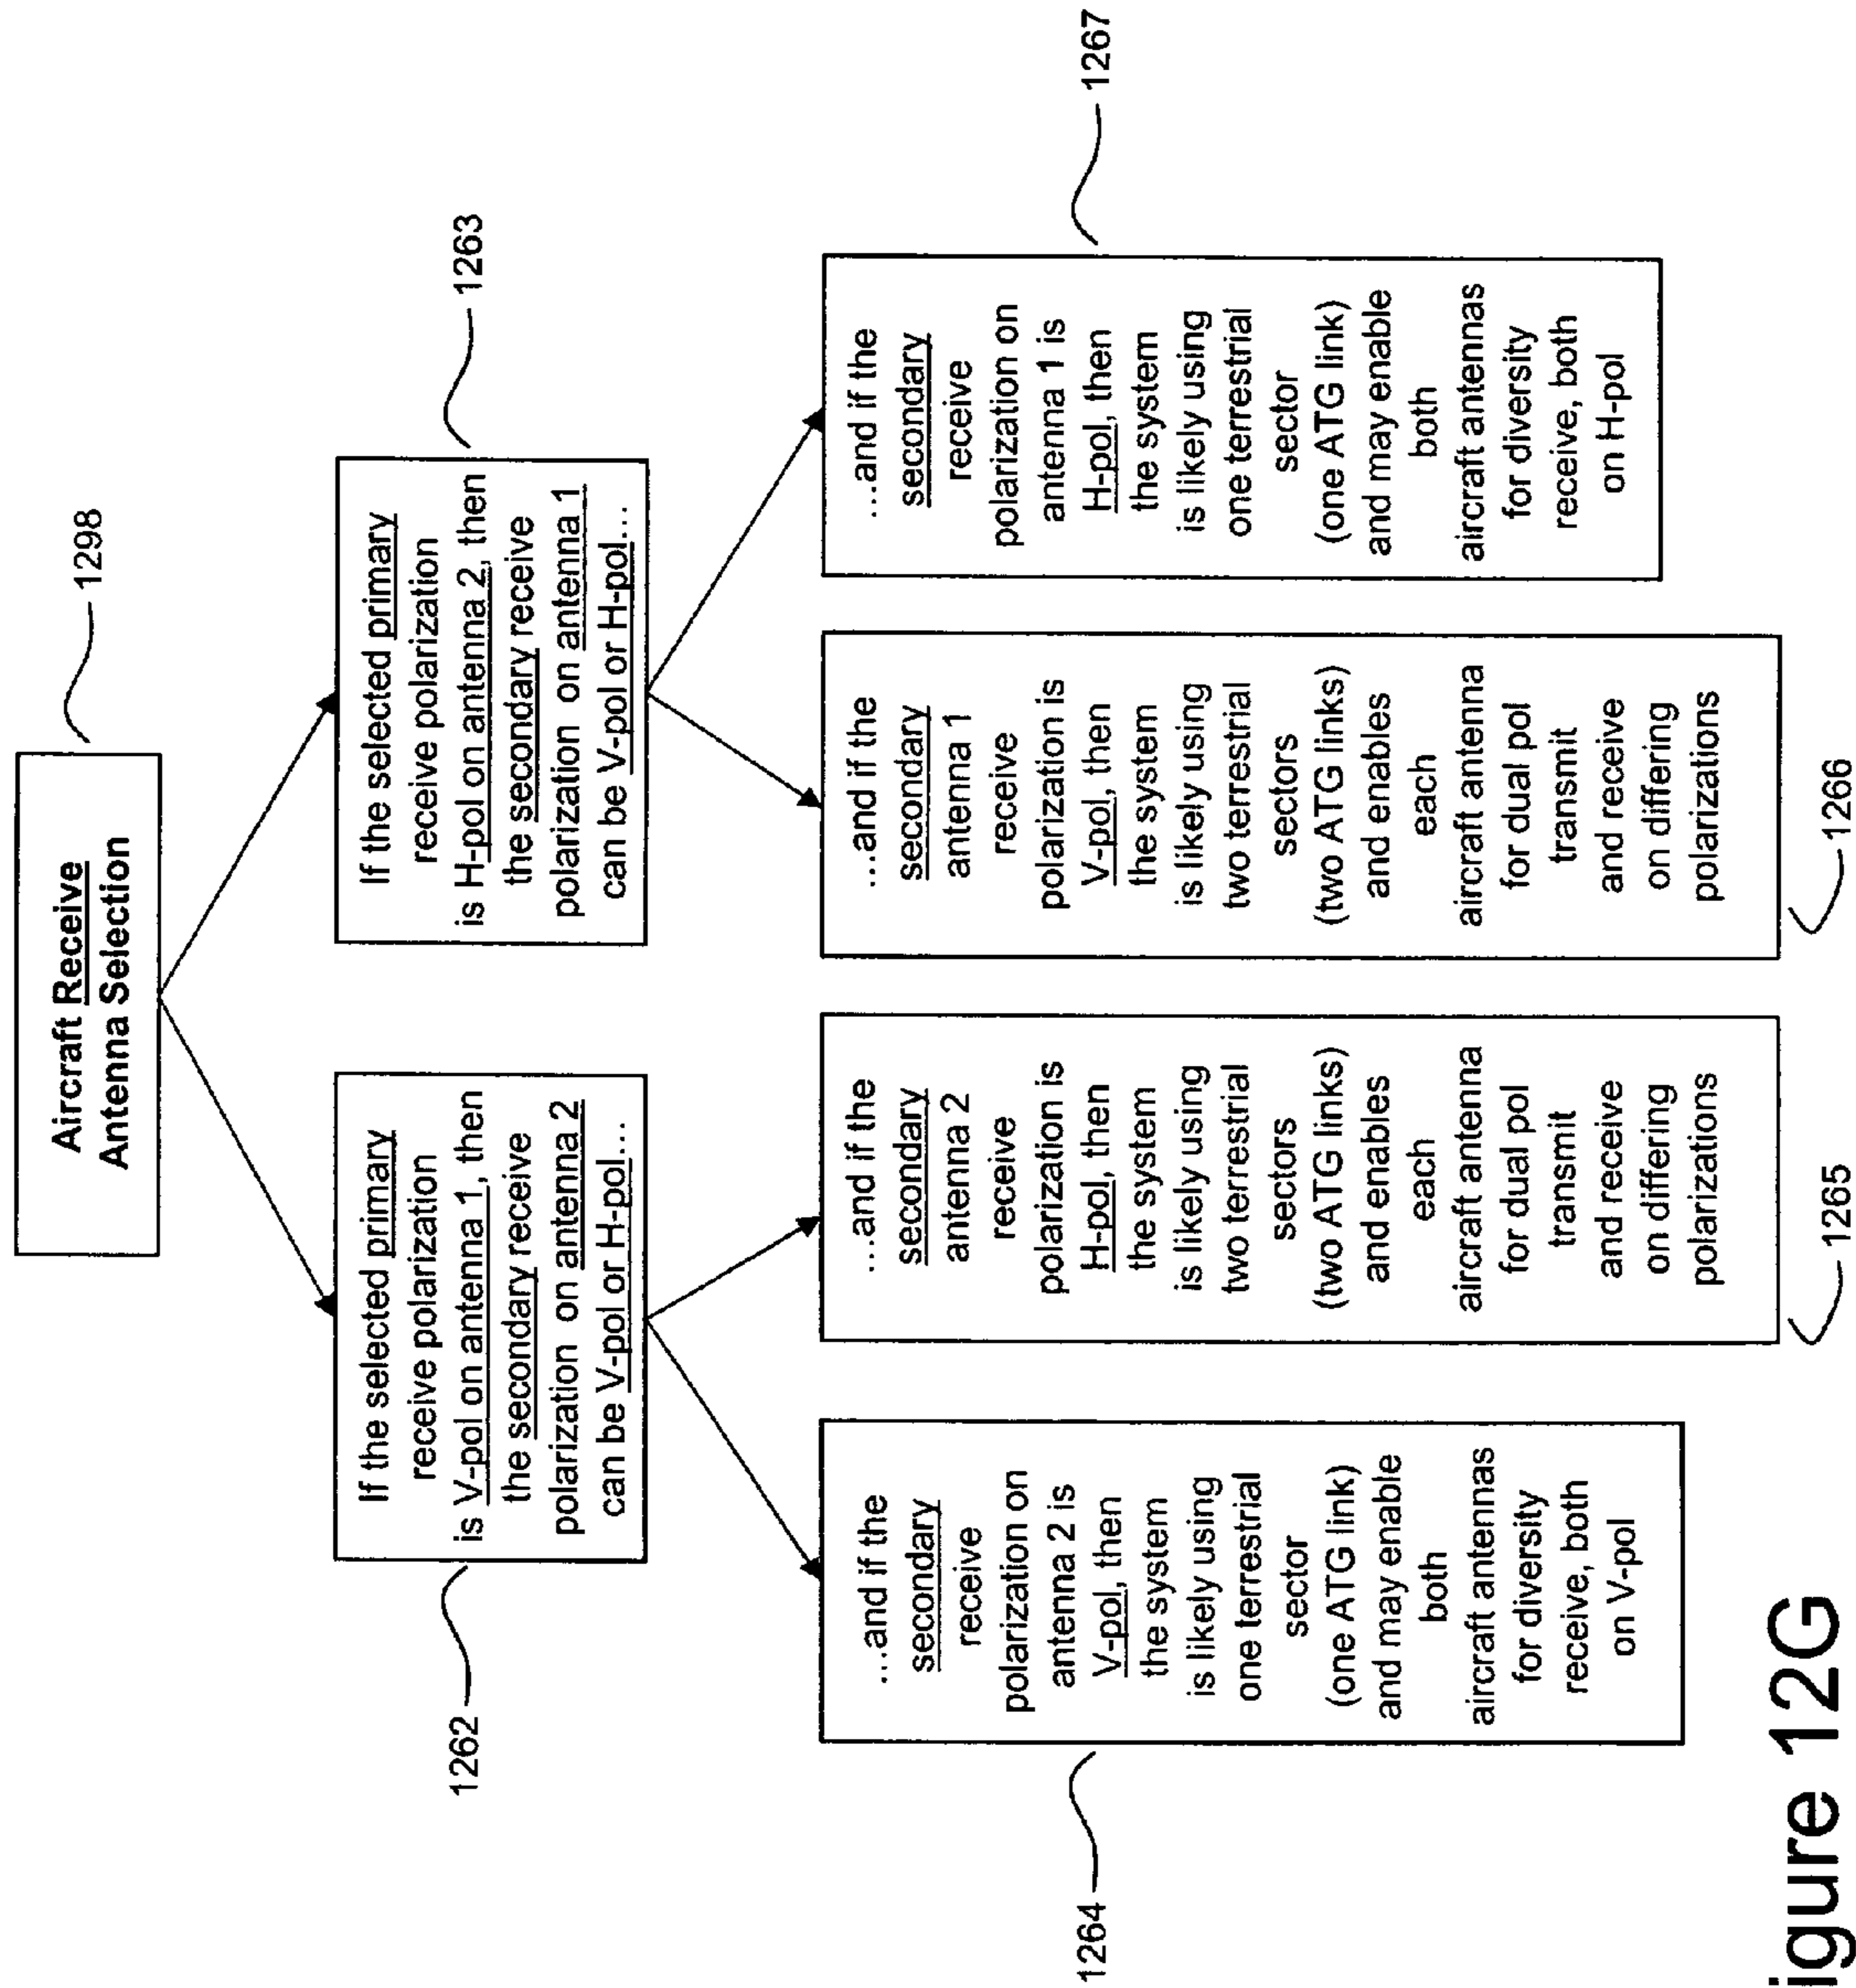 Aircraft Receive
Antenna Selection
1298
If the selected primary
receive polarization
is V-pol on antenna 1, then
the secondary receive
polarization on antenna 2
can be V-pol or H-pol...
1262
If the selected primary
receive polarization
is H-pol on antenna 2, then
the secondary receive
polarization on antenna 1
can be V-pol or H-pol...
1263
...and if the
secondary
receive
polarization on
antenna 2 is
V-pol, then
the system
is likely using
one terrestrial
sector
(one ATG link)
and may enable
both
aircraft antennas
for diversity
receive, both
on V-pol
1264
...and if the
secondary
antenna 2
receive
polarization is
H-pol, then
the system
is likely using
two terrestrial
sectors
(two ATG links)
and enables
each
aircraft antenna
for dual pol
transmit
and receive
on differing
polarizations
1265
...and if the
secondary
antenna 1
receive
polarization is
V-pol, then
the system
is likely using
two terrestrial
sectors
(two ATG links)
and enables
each
aircraft antenna
for dual pol
transmit
and receive
on differing
polarizations
1266
...and if the
secondary
receive
polarization on
antenna 1 is
H-pol, then
the system
is likely using
one terrestrial
sector
(one ATG link)
and may enable
both
aircraft antennas
for diversity
receive, both
on H-pol
1267
igure 12G